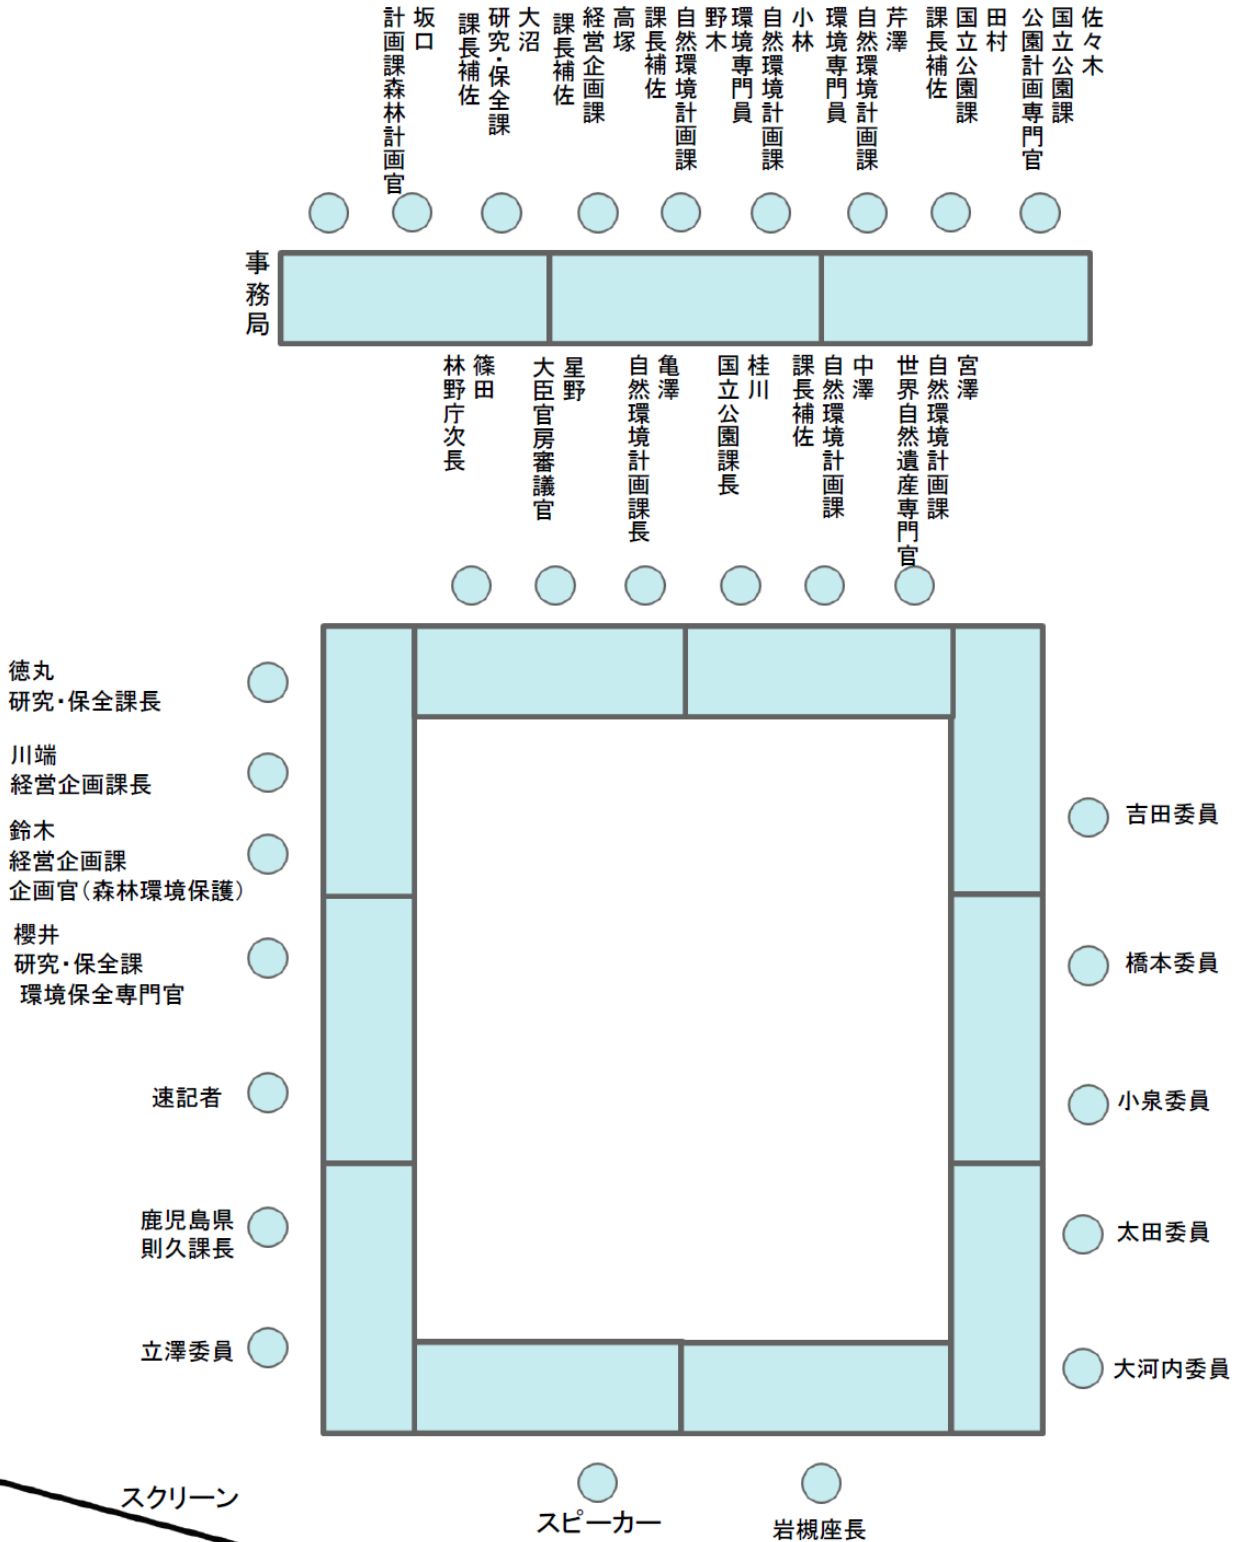 佐々木
国立公園課
公園計画専門官
田村
国立公園課
課長補佐
芹澤
自然環境計画課
環境専門員
小林
自然環境計画課
環境専門員
野木
自然環境計画課
課長補佐
高塚
経営企画課
課長補佐
大沼
研究・保全課
課長補佐
坂口
計画課森林計画官
事務局
宮澤
自然環境計画課
世界自然遺産専門官
中澤
自然環境計画課
課長補佐
桂川
国立公園課長
亀澤
自然環境計画課長
星野
大臣官房審議官
篠田
林野庁次長
徳丸
研究・保全課長
川端
経営企画課長
鈴木
経営企画課
企画官（森林環境保護）
櫻井
研究・保全課
環境保全専門官
速記者
鹿児島県
則久課長
立澤委員
吉田委員
橋本委員
小泉委員
太田委員
大河内委員
スクリーン
スピーカー
岩槻座長